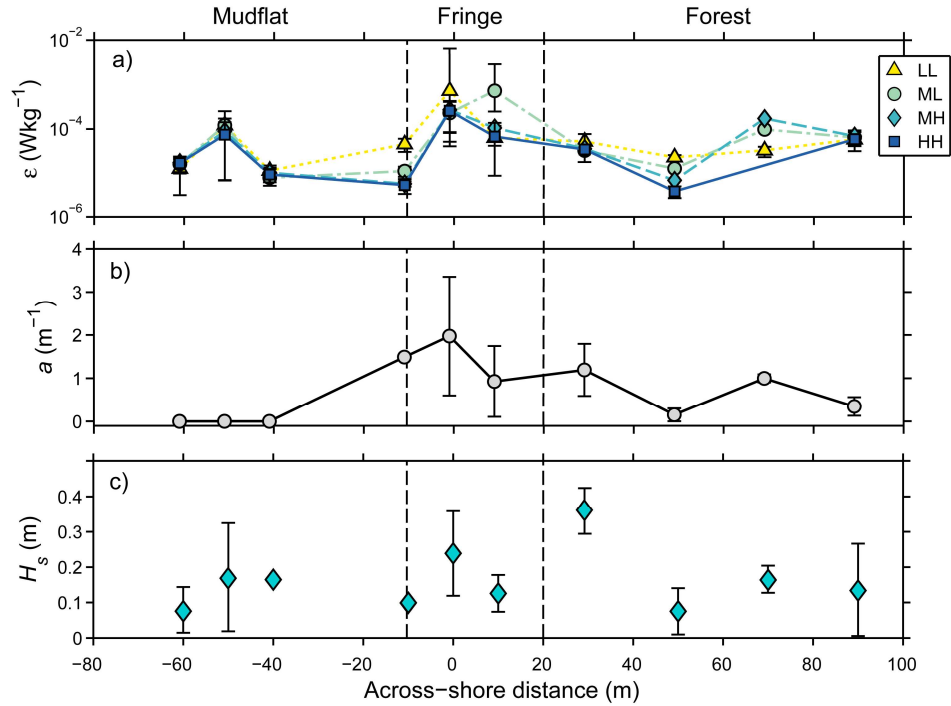 Mudflat Fringe Forest
a)
ε (Wkg⁻¹)
10⁻²
10⁻⁴
10⁻⁶
LL
ML
MH
HH
b)
a (m⁻¹)
4
3
2
1
0
c)
Hₛ (m)
0.4
0.3
0.2
0.1
0
−80 −60 −40 −20 0 20 40 60 80 100
Across−shore distance (m)